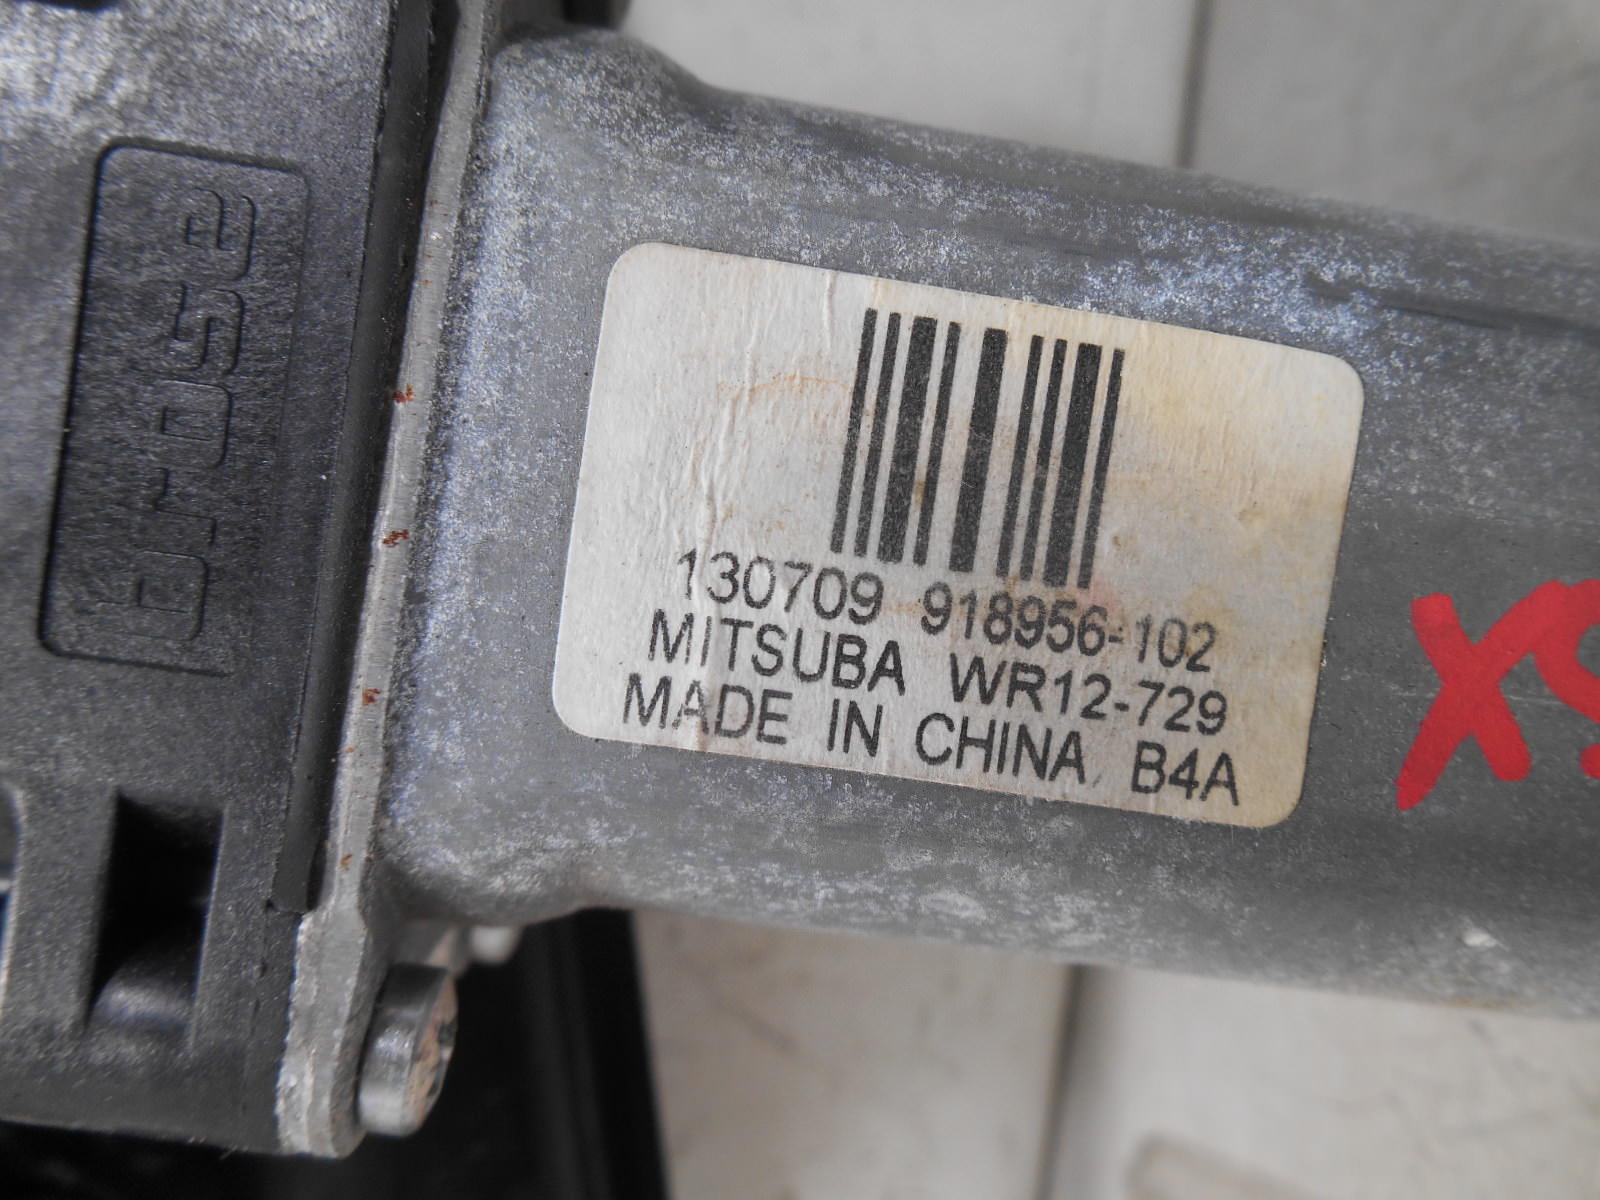 brose
130709 918956-102
MITSUBA WR12-729
MADE IN CHINA B4A